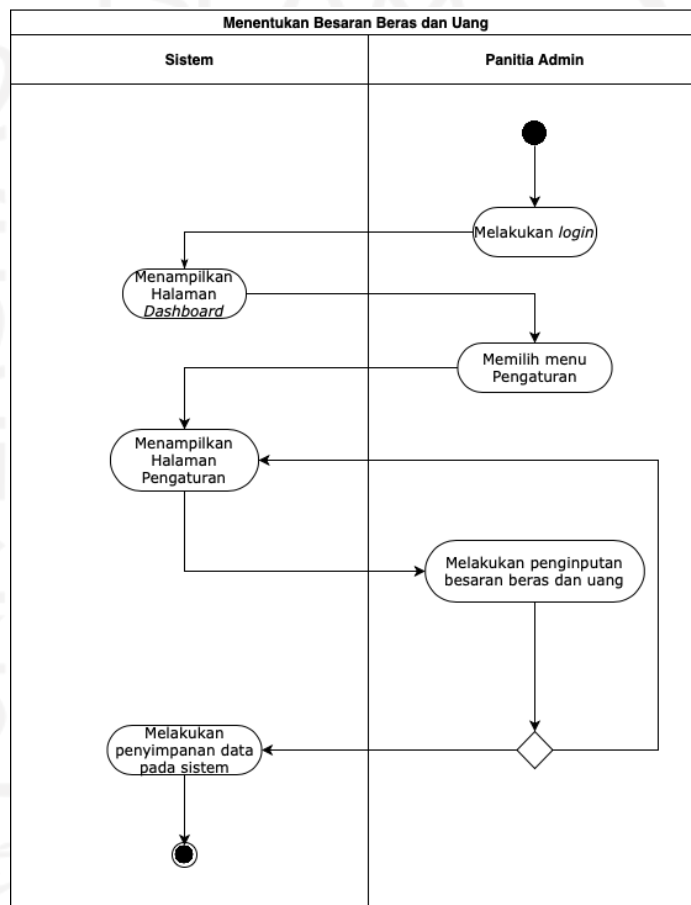 Menentukan Besaran Beras dan Uang
Sistem
Panitia Admin
Melakukan login
Menampilkan
Halaman
Dashboard
Memilih menu
Pengaturan
Menampilkan
Halaman
Pengaturan
Melakukan penginputan
besaran beras dan uang
Melakukan
penyimpanan data
pada sistem